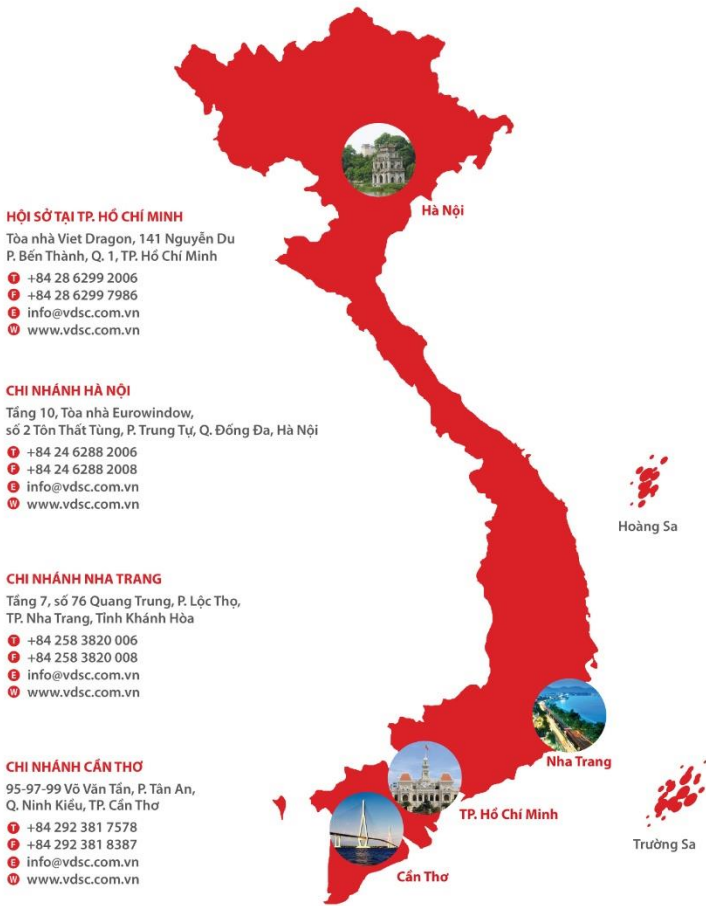 HỘI SỞ TẠI TP. HỒ CHÍ MINH
Tòa nhà Viet Dragon, 141 Nguyễn Du
P. Bến Thành, Q. 1, TP. Hồ Chí Minh
T +84 28 6299 2006
F +84 28 6299 7986
E info@vdsc.com.vn
W www.vdsc.com.vn
CHI NHÁNH HÀ NỘI
Tầng 10, Tòa nhà Eurowindow,
số 2 Tôn Thất Tùng, P. Trung Tự, Q. Đống Đa, Hà Nội
T +84 24 6288 2006
F +84 24 6288 2008
E info@vdsc.com.vn
W www.vdsc.com.vn
CHI NHÁNH NHA TRANG
Tầng 7, số 76 Quang Trung, P. Lộc Thọ,
TP. Nha Trang, Tỉnh Khánh Hòa
T +84 258 3820 006
F +84 258 3820 008
E info@vdsc.com.vn
W www.vdsc.com.vn
CHI NHÁNH CẦN THƠ
95-97-99 Võ Văn Tần, P. Tân An,
Q. Ninh Kiều, TP. Cần Thơ
T +84 292 381 7578
F +84 292 381 8387
E info@vdsc.com.vn
W www.vdsc.com.vn
Hà Nội
Hoàng Sa
Nha Trang
TP. Hồ Chí Minh
Trường Sa
Cần Thơ